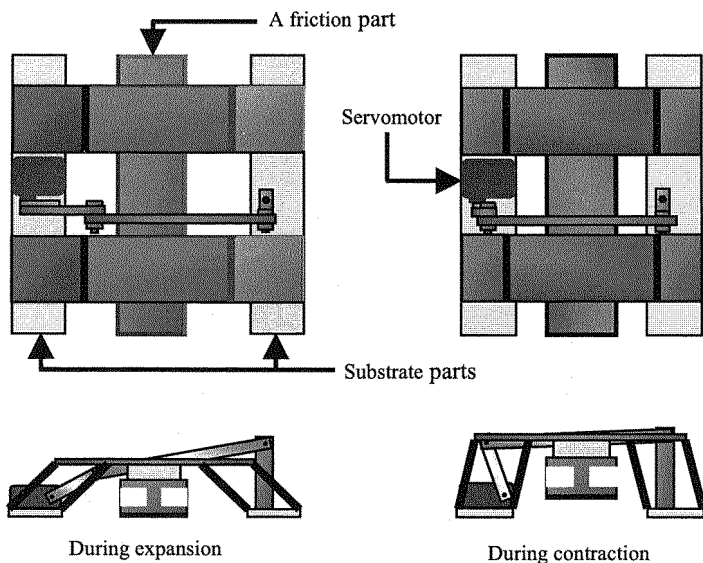 A friction part
Servomotor
Substrate parts
During expansion
During contraction